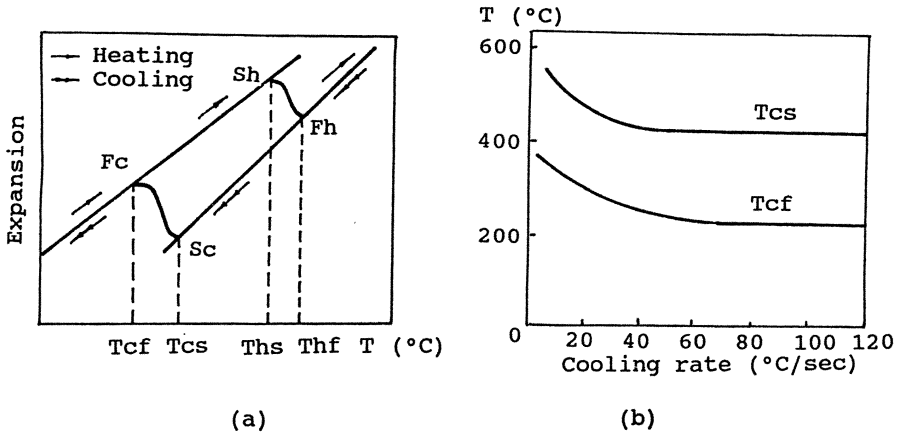 Heating
Cooling
Sh
Fh
Fc
Sc
Expansion
Tcf Tcs Ths Thf T (°C)
(a)
T (°C)
600
400
200
0
Tcs
Tcf
20 40 60 80 100 120
Cooling rate (°C/sec)
(b)